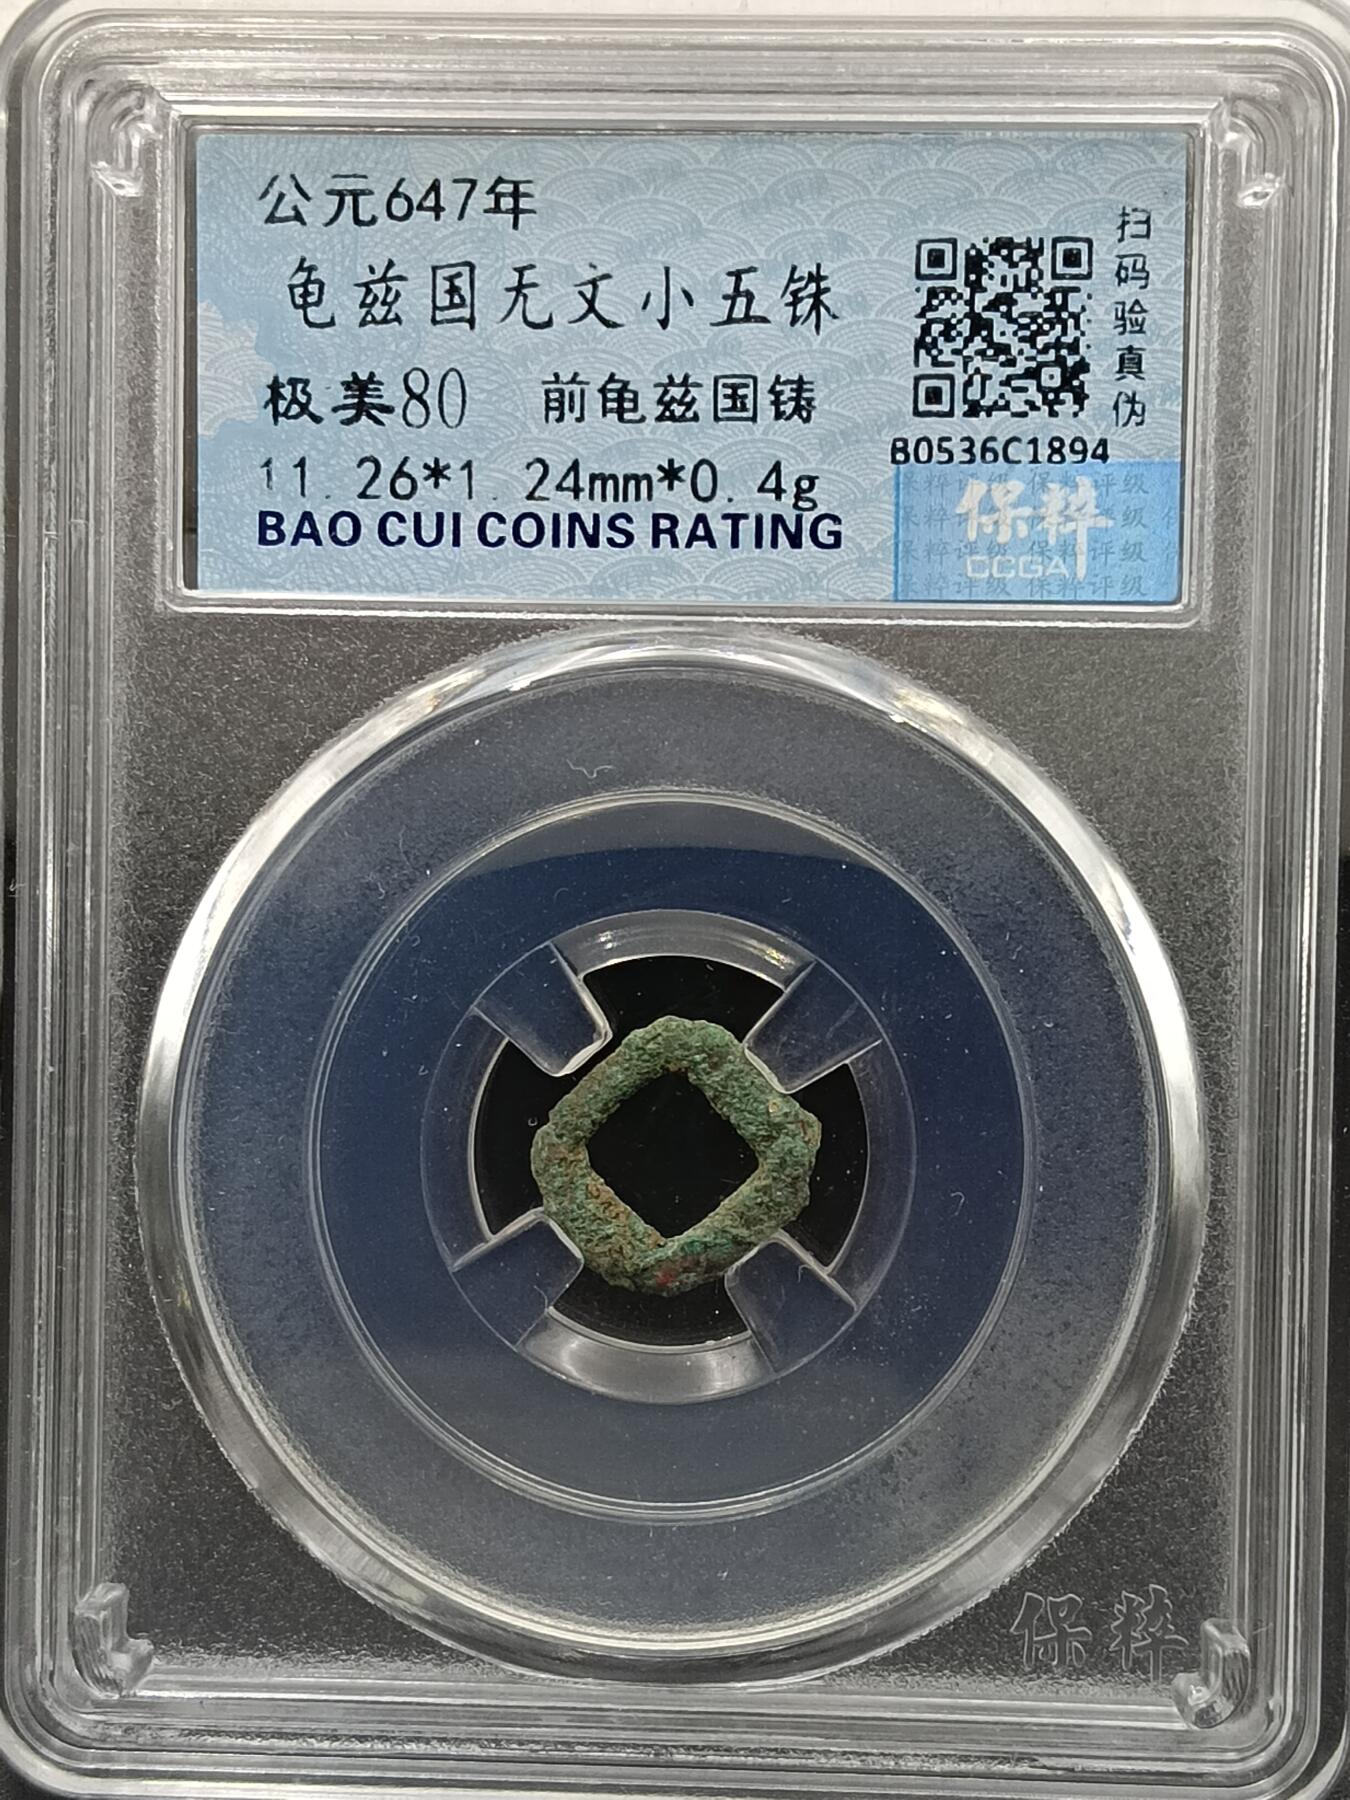 公元647年
龟兹国无文小五铢
极美80 前龟兹国铸
11.26*1.24mm*0.4g
BAO CUI COINS RATING
扫码验真伪
B0536C1894
保粹
CCGA
保粹